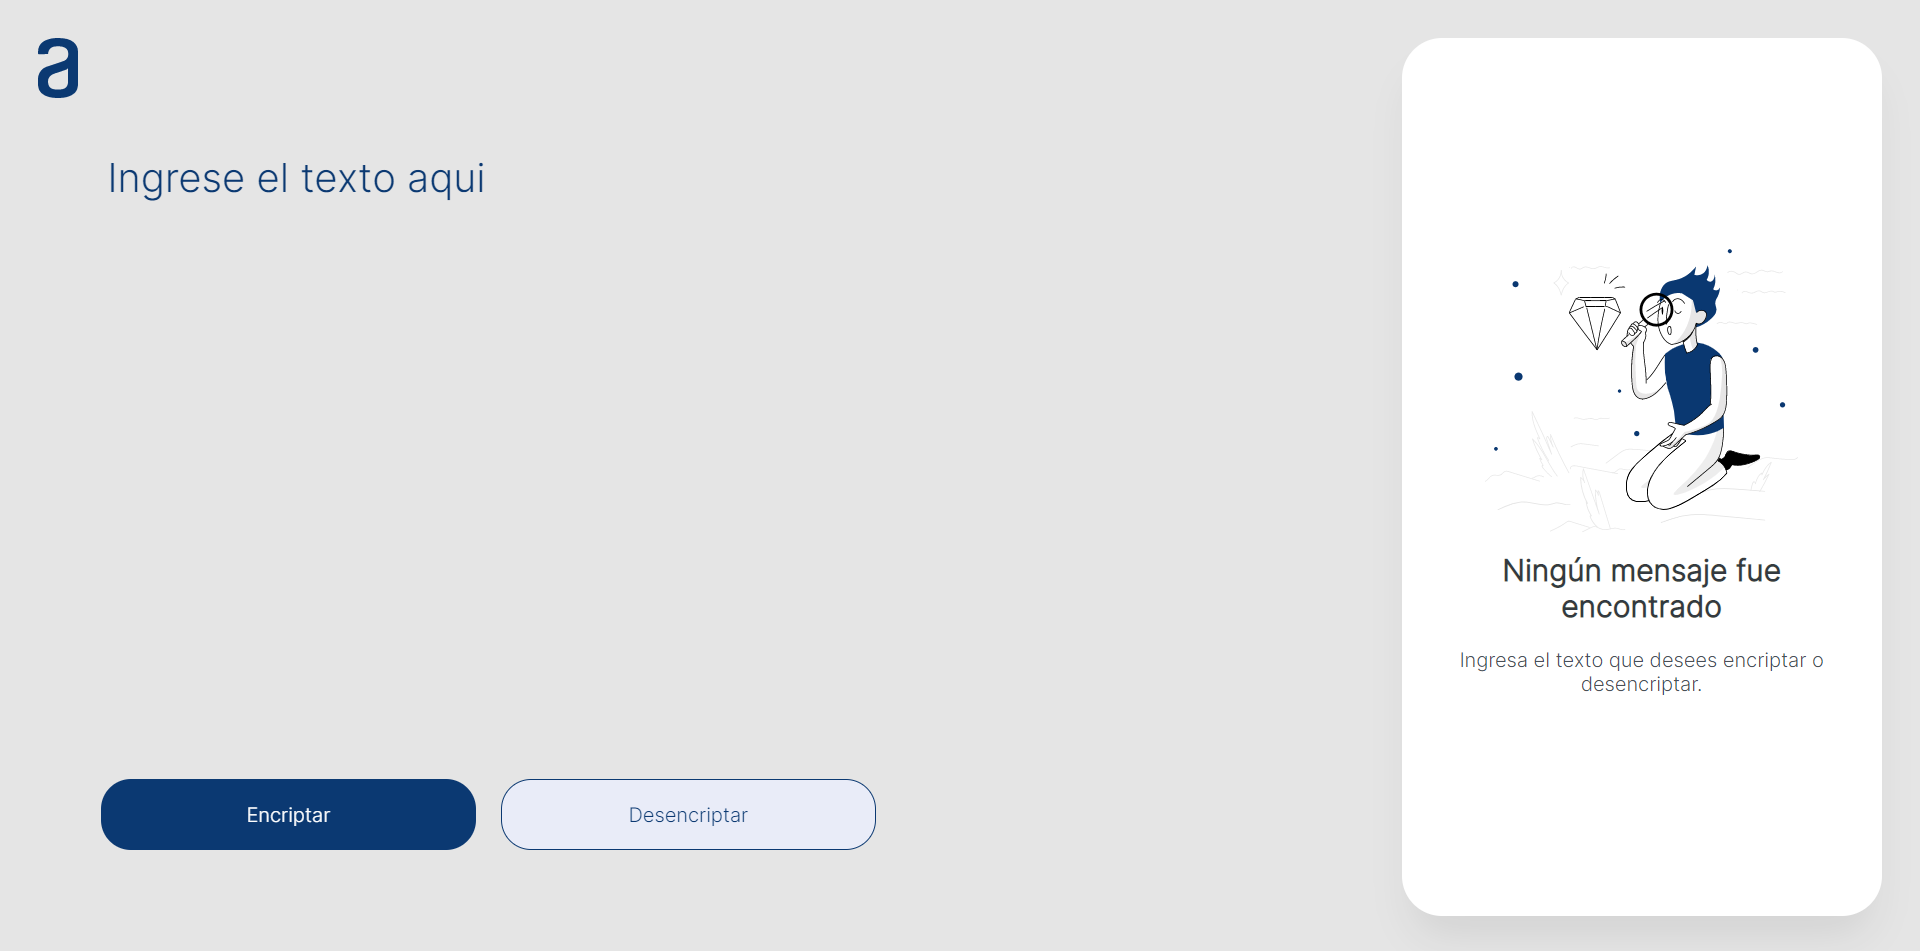 a
Ingrese el texto aqui
Encriptar
Desencriptar
Ningún mensaje fue
encontrado
Ingresa el texto que desees encriptar o
desencriptar.